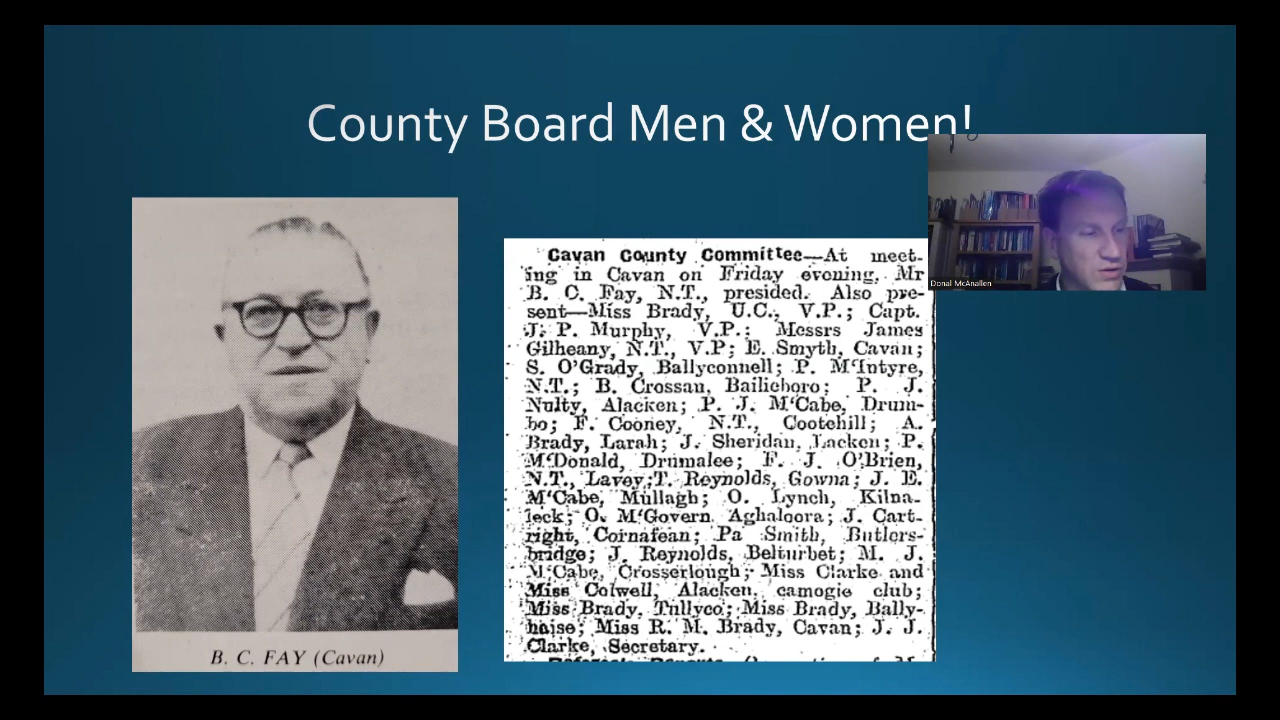 County Board Men & Women!
Donal McAnallen
Cavan County Committee—At meet-
ing in Cavan on Friday evening, Mr
B. C. Fay, N.T., presided. Also pre-
sent—Miss Brady, U.C., V.P.; Capt.
J. P. Murphy, V.P.; Messrs James
Gilheany, N.T., V.P; E. Smyth, Cavan;
S. O'Grady, Ballyconnell; P. M'Intyre,
N.T.; B. Crossan, Bailieboro; P. J.
Nulty, Alacken; P. J. M'Cabe, Drum-
bo; F. Cooney, N.T., Cootehill; A.
Brady, Larah; J. Sheridan, Lacken; P.
M'Donald, Drumalee; F. J. O'Brien,
N.T., Lavey; T. Reynolds, Gowna; J. E.
M'Cabe, Mullagh; O. Lynch, Kilna-
leck; O. M'Govern Aghaloora; J. Cart-
right, Cornafean; Pa Smith, Butlers-
bridge; J. Reynolds, Belturbet; M. J.
M'Cabe, Crosserlough; Miss Clarke and
Miss Colwell, Alacken, camogie club;
Miss Brady, Tullyco; Miss Brady, Bally-
haise; Miss R. M. Brady, Cavan; J. J.
Clarke, Secretary.
B. C. FAY (Cavan)